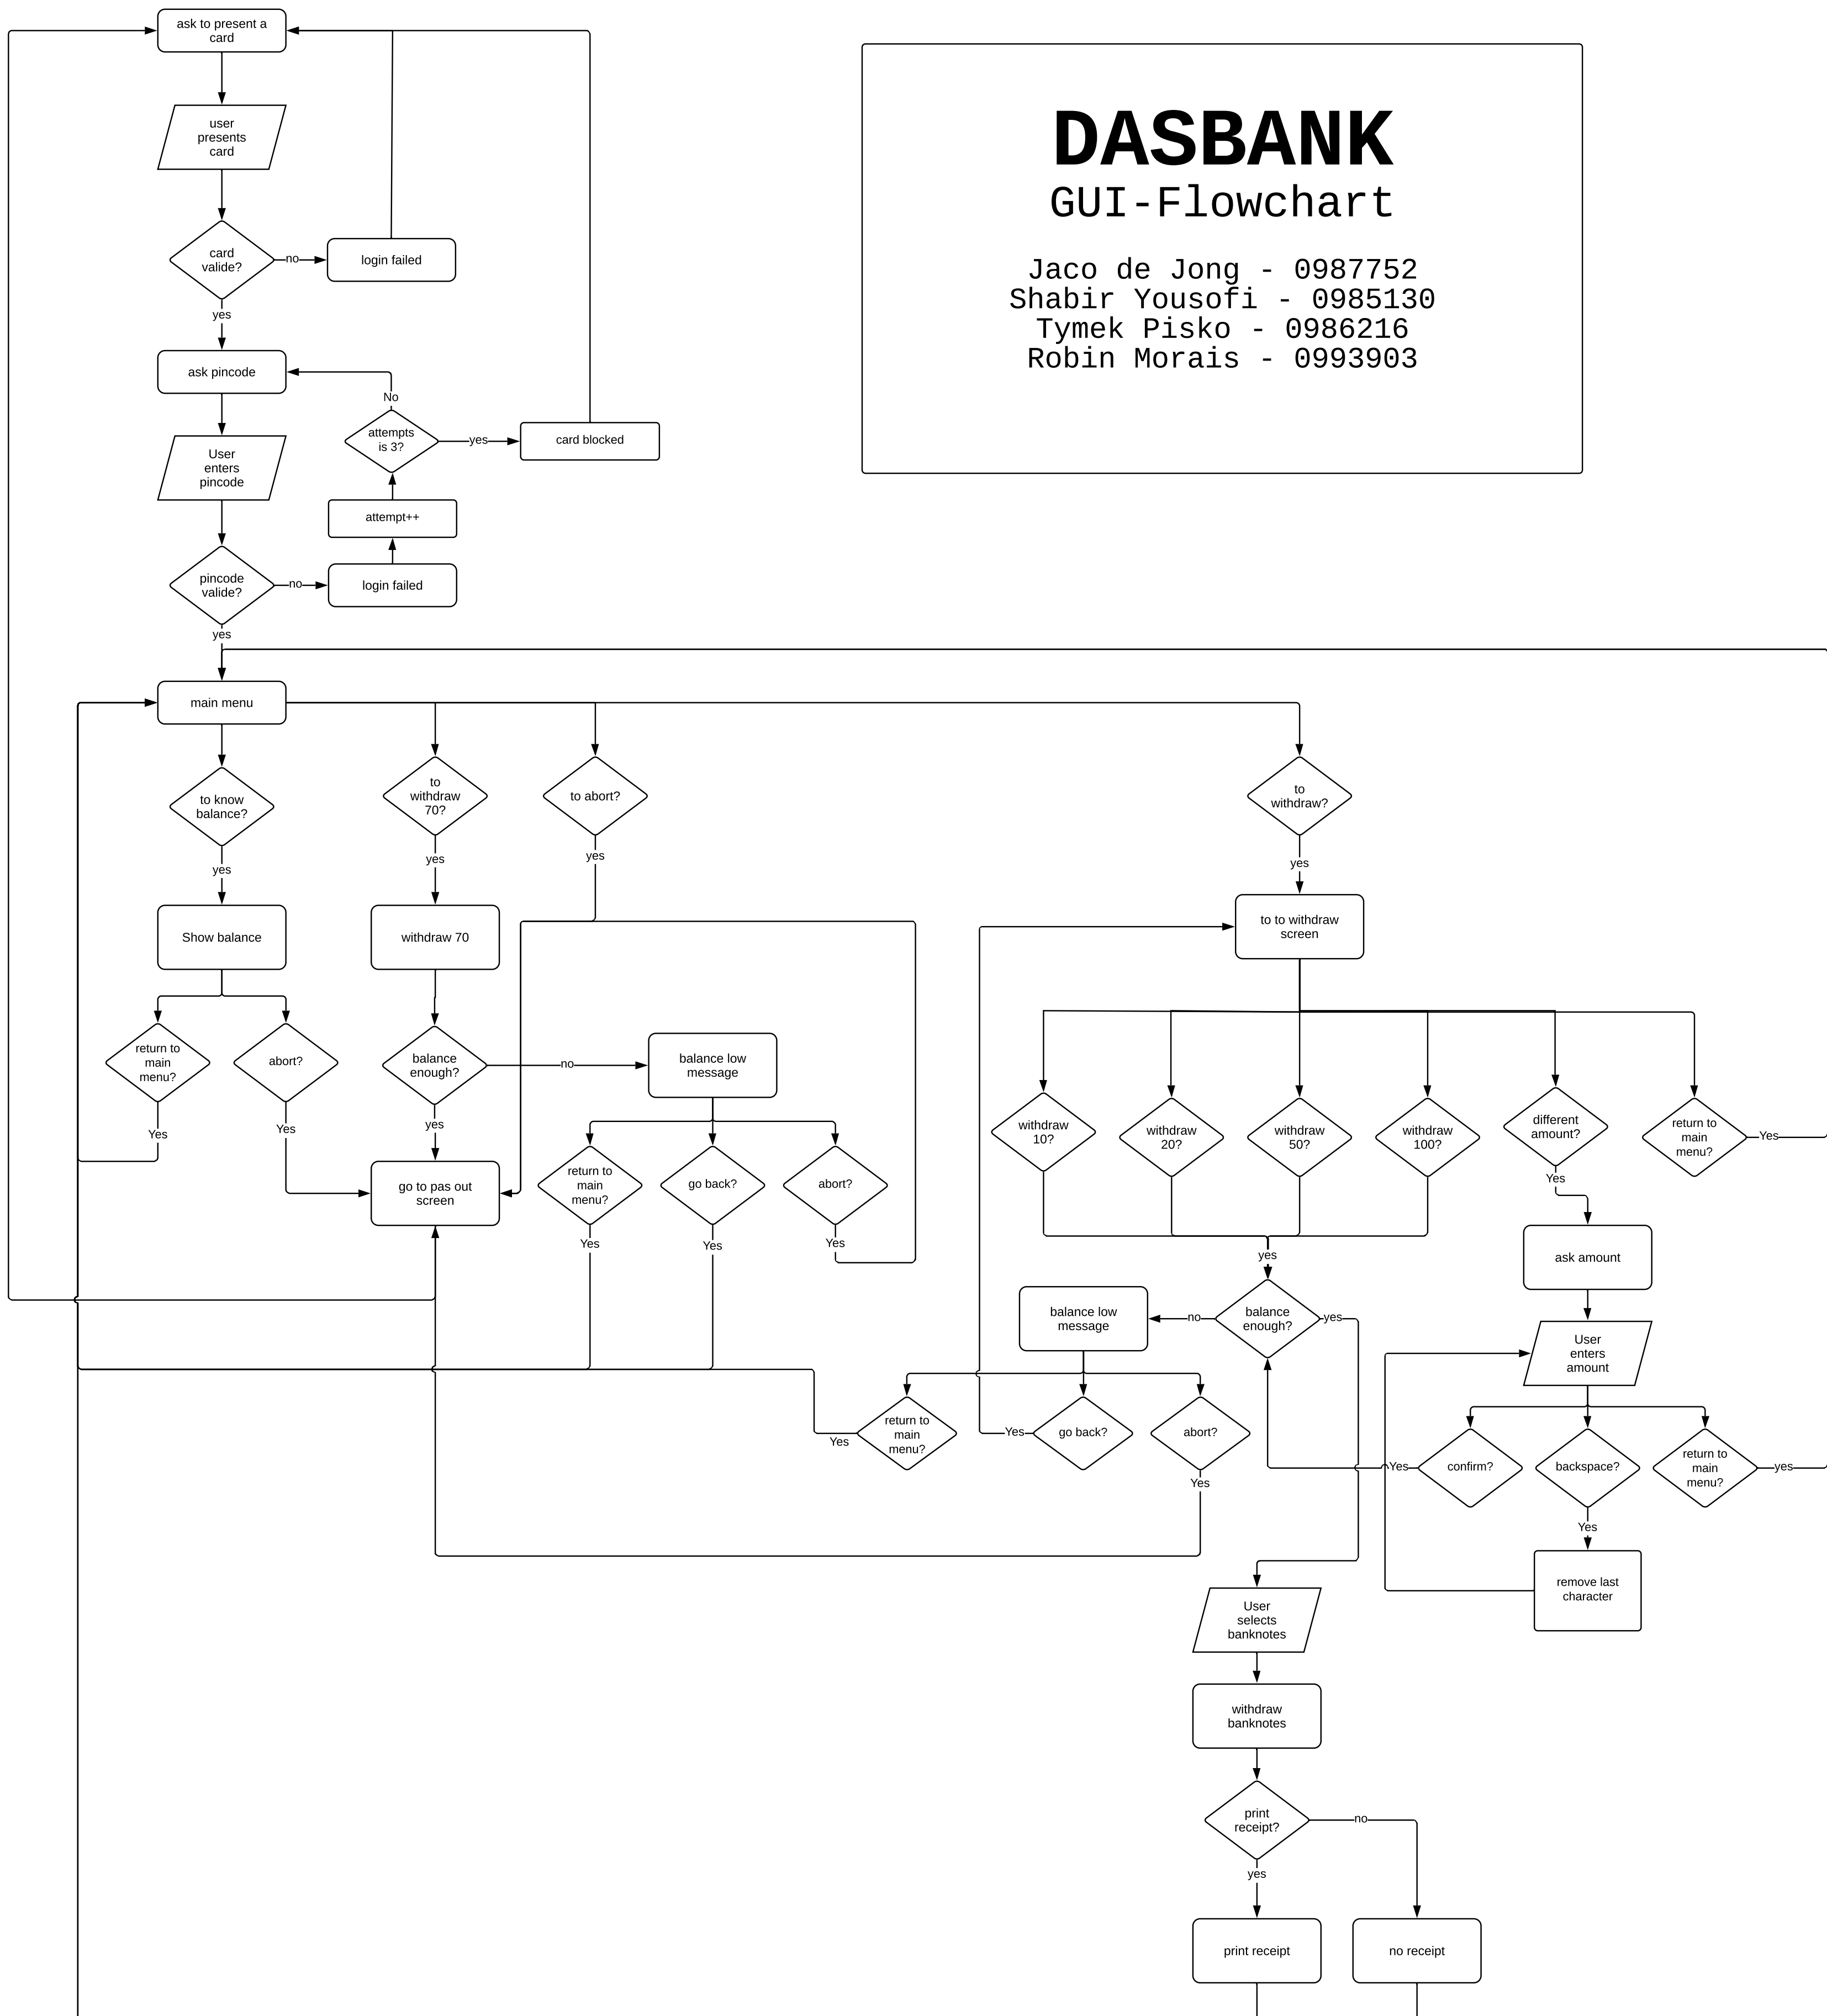 ask to present a
card
user
presents
card
card
valide?
no
login failed
yes
DASBANK
GUI-Flowchart
Jaco de Jong - 0987752
Shabir Yousofi - 0985130
Tymek Pisko - 0986216
Robin Morais - 0993903
ask pincode
No
attempts
is 3?
yes
card blocked
User
enters
pincode
attempt++
pincode
valide?
no
login failed
yes
main menu
to know
balance?
yes
to
withdraw
70?
yes
to abort?
yes
to
withdraw?
yes
Show balance
withdraw 70
to to withdraw
screen
return to
main
menu?
Yes
abort?
Yes
balance
enough?
no
yes
balance low
message
go to pas out
screen
return to
main
menu?
Yes
go back?
Yes
abort?
Yes
withdraw
10?
withdraw
20?
withdraw
50?
withdraw
100?
different
amount?
Yes
return to
main
menu?
Yes
yes
ask amount
balance low
message
no
balance
enough?
yes
User
enters
amount
return to
main
menu?
Yes
go back?
Yes
abort?
Yes
confirm?
Yes
backspace?
Yes
return to
main
menu?
yes
remove last
character
User
selects
banknotes
withdraw
banknotes
print
receipt?
no
yes
print receipt
no receipt